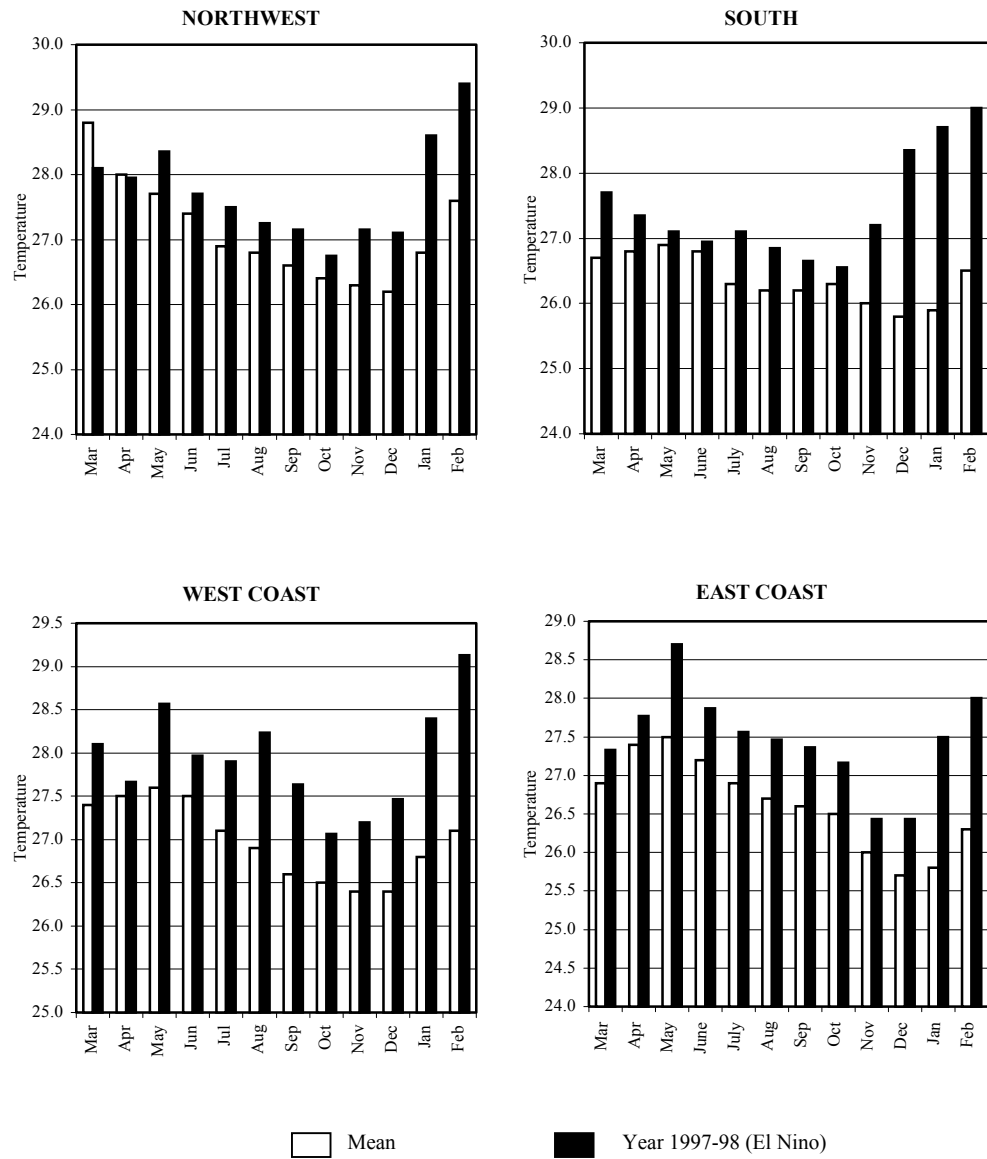 NORTHWEST
30.0
29.0
28.0
27.0
26.0
25.0
24.0
Temperature
Mar Apr May Jun Jul Aug Sep Oct Nov Dec Jan Feb
SOUTH
30.0
29.0
28.0
27.0
26.0
25.0
24.0
Temperature
Mar Apr May June July Aug Sep Oct Nov Dec Jan Feb
WEST COAST
29.5
29.0
28.5
28.0
27.5
27.0
26.5
26.0
25.5
25.0
Temperature
Mar Apr May Jun Jul Aug Sep Oct Nov Dec Jan Feb
EAST COAST
29.0
28.5
28.0
27.5
27.0
26.5
26.0
25.5
25.0
24.5
24.0
Temperature
Mar Apr May June July Aug Sep Oct Nov Dec Jan Feb
Mean Year 1997-98 (El Nino)